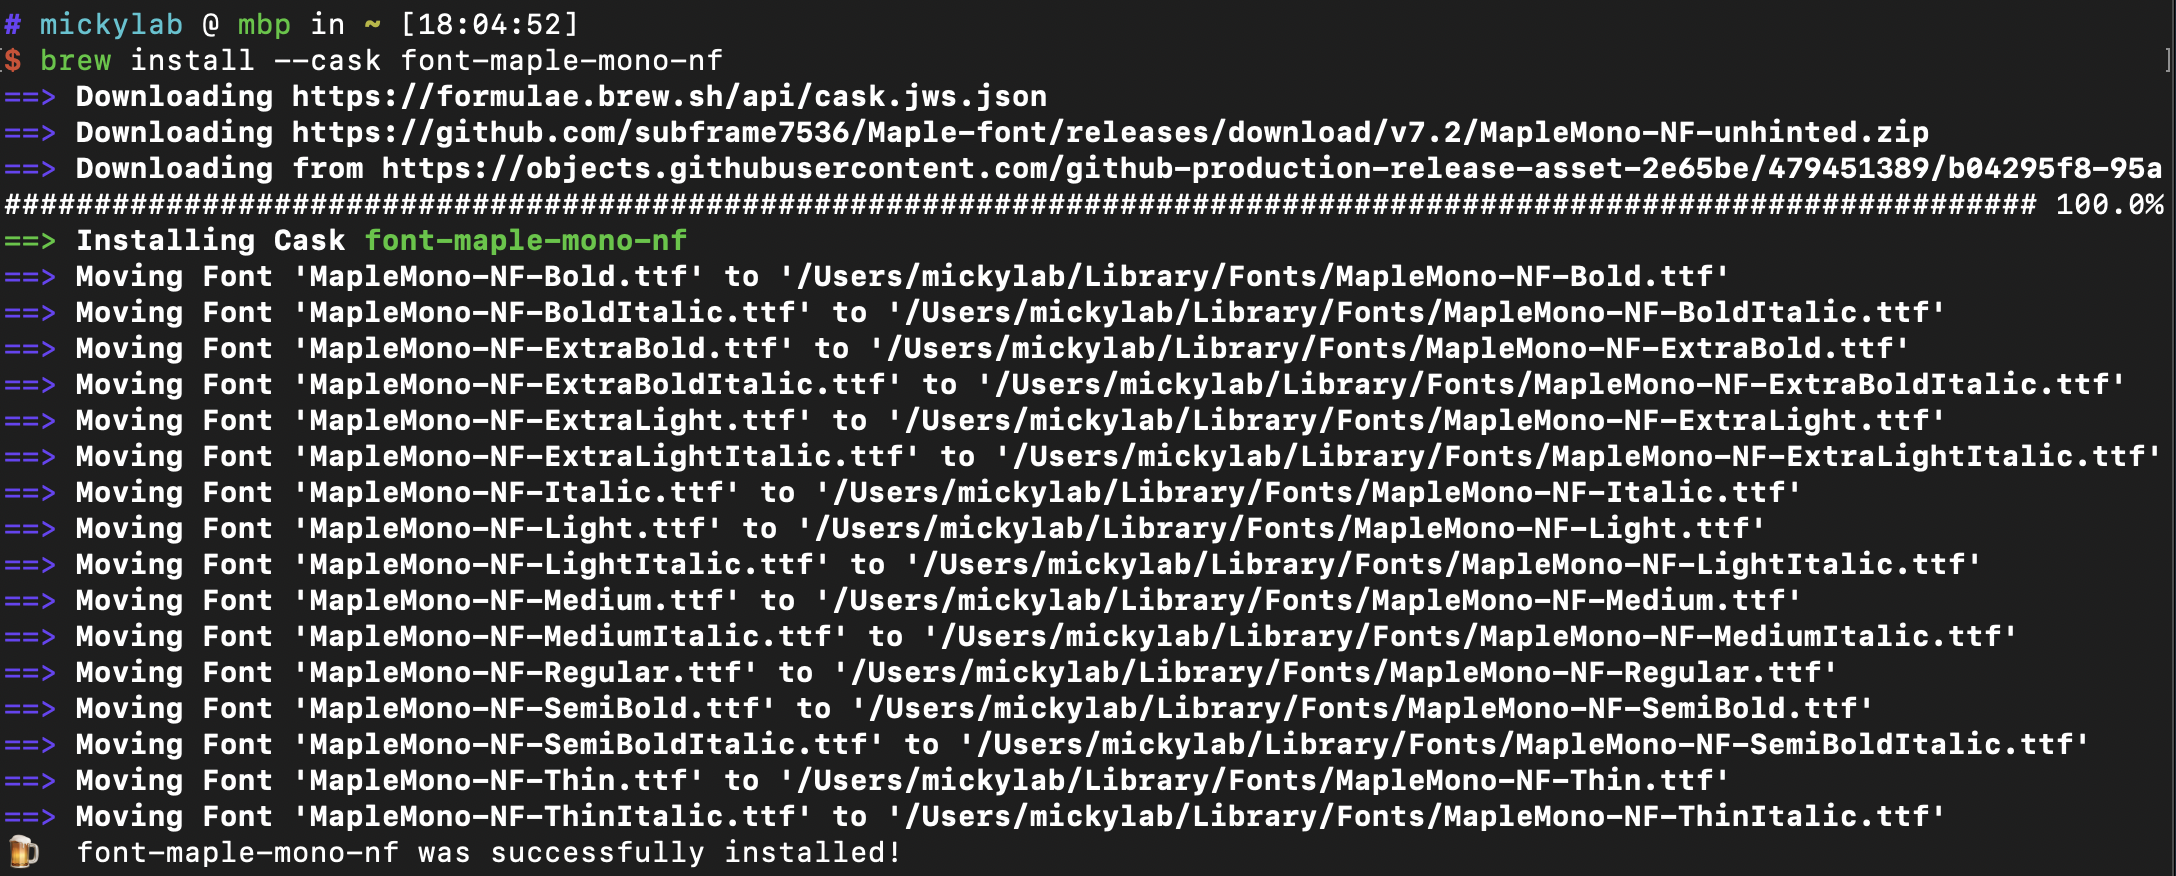 # mickylab @ mbp in ~ [18:04:52]
$ brew install --cask font-maple-mono-nf
==> Downloading https://formulae.brew.sh/api/cask.jws.json
==> Downloading https://github.com/subframe7536/Maple-font/releases/download/v7.2/MapleMono-NF-unhinted.zip
==> Downloading from https://objects.githubusercontent.com/github-production-release-asset-2e65be/479451389/b04295f8-95a
################################################################################################################# 100.0%
==> Installing Cask font-maple-mono-nf
==> Moving Font 'MapleMono-NF-Bold.ttf' to '/Users/mickylab/Library/Fonts/MapleMono-NF-Bold.ttf'
==> Moving Font 'MapleMono-NF-BoldItalic.ttf' to '/Users/mickylab/Library/Fonts/MapleMono-NF-BoldItalic.ttf'
==> Moving Font 'MapleMono-NF-ExtraBold.ttf' to '/Users/mickylab/Library/Fonts/MapleMono-NF-ExtraBold.ttf'
==> Moving Font 'MapleMono-NF-ExtraBoldItalic.ttf' to '/Users/mickylab/Library/Fonts/MapleMono-NF-ExtraBoldItalic.ttf'
==> Moving Font 'MapleMono-NF-ExtraLight.ttf' to '/Users/mickylab/Library/Fonts/MapleMono-NF-ExtraLight.ttf'
==> Moving Font 'MapleMono-NF-ExtraLightItalic.ttf' to '/Users/mickylab/Library/Fonts/MapleMono-NF-ExtraLightItalic.ttf'
==> Moving Font 'MapleMono-NF-Italic.ttf' to '/Users/mickylab/Library/Fonts/MapleMono-NF-Italic.ttf'
==> Moving Font 'MapleMono-NF-Light.ttf' to '/Users/mickylab/Library/Fonts/MapleMono-NF-Light.ttf'
==> Moving Font 'MapleMono-NF-LightItalic.ttf' to '/Users/mickylab/Library/Fonts/MapleMono-NF-LightItalic.ttf'
==> Moving Font 'MapleMono-NF-Medium.ttf' to '/Users/mickylab/Library/Fonts/MapleMono-NF-Medium.ttf'
==> Moving Font 'MapleMono-NF-MediumItalic.ttf' to '/Users/mickylab/Library/Fonts/MapleMono-NF-MediumItalic.ttf'
==> Moving Font 'MapleMono-NF-Regular.ttf' to '/Users/mickylab/Library/Fonts/MapleMono-NF-Regular.ttf'
==> Moving Font 'MapleMono-NF-SemiBold.ttf' to '/Users/mickylab/Library/Fonts/MapleMono-NF-SemiBold.ttf'
==> Moving Font 'MapleMono-NF-SemiBoldItalic.ttf' to '/Users/mickylab/Library/Fonts/MapleMono-NF-SemiBoldItalic.ttf'
==> Moving Font 'MapleMono-NF-Thin.ttf' to '/Users/mickylab/Library/Fonts/MapleMono-NF-Thin.ttf'
==> Moving Font 'MapleMono-NF-ThinItalic.ttf' to '/Users/mickylab/Library/Fonts/MapleMono-NF-ThinItalic.ttf'
🍺 font-maple-mono-nf was successfully installed!